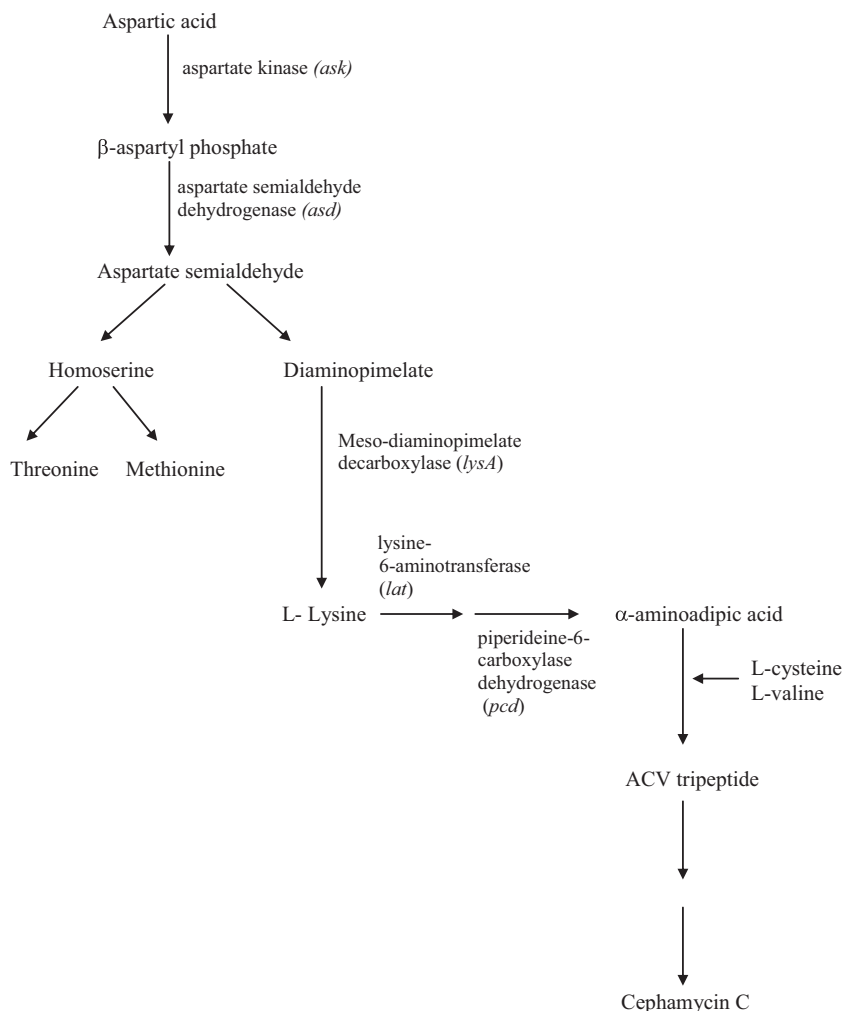 Aspartic acid
aspartate kinase (ask)
β-aspartyl phosphate
aspartate semialdehyde
dehydrogenase (asd)
Aspartate semialdehyde
Homoserine
Diaminopimelate
Threonine
Methionine
Meso-diaminopimelate
decarboxylase (lysA)
lysine-
6-aminotransferase
(lat)
L- Lysine
piperideine-6-
carboxylase
dehydrogenase
(pcd)
α-aminoadipic acid
L-cysteine
L-valine
ACV tripeptide
Cephamycin C